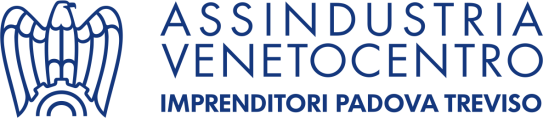 ASSINDUSTRIA
VENETOCENTRO
IMPRENDITORI PADOVA TREVISO